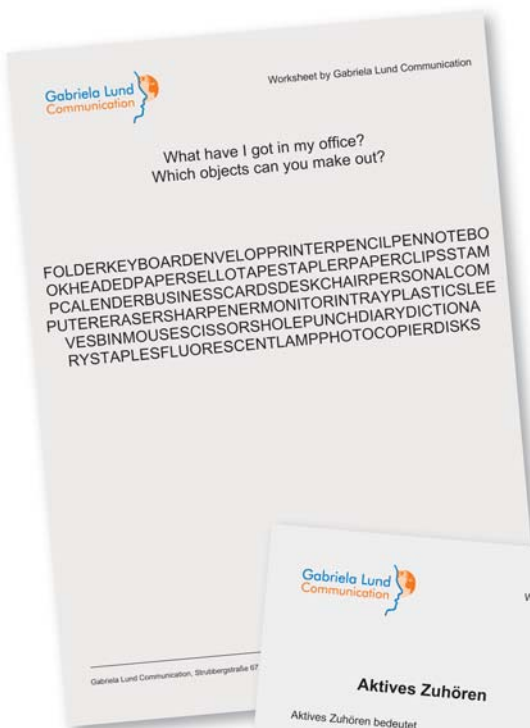 Gabriela Lund
Communication
Worksheet by Gabriela Lund Communication
What have I got in my office?
Which objects can you make out?
FOLDERKEYBOARDENVELOPPRINTERPENCILPENNOTEBO
OKHEADEDPAPERSELLOTAPESTAPLERPAPERCLIPSSTAM
PCALENDERBUSINESSCARDSDESKCHAIRPERSONALCOM
PUTERERASERSHARPENERMONITORINTRAYPLASTICSLEE
VESBINMOUSESCISSORSHOLEPUNCHDIARYDICTIONA
RYSTAPLESFLUORESCENTLAMPPHOTOCOPIERDISKS
Gabriela Lund Communication, Strubbergstraße 67
Gabriela Lund
Communication
W
Aktives Zuhören
Aktives Zuhören bedeutet